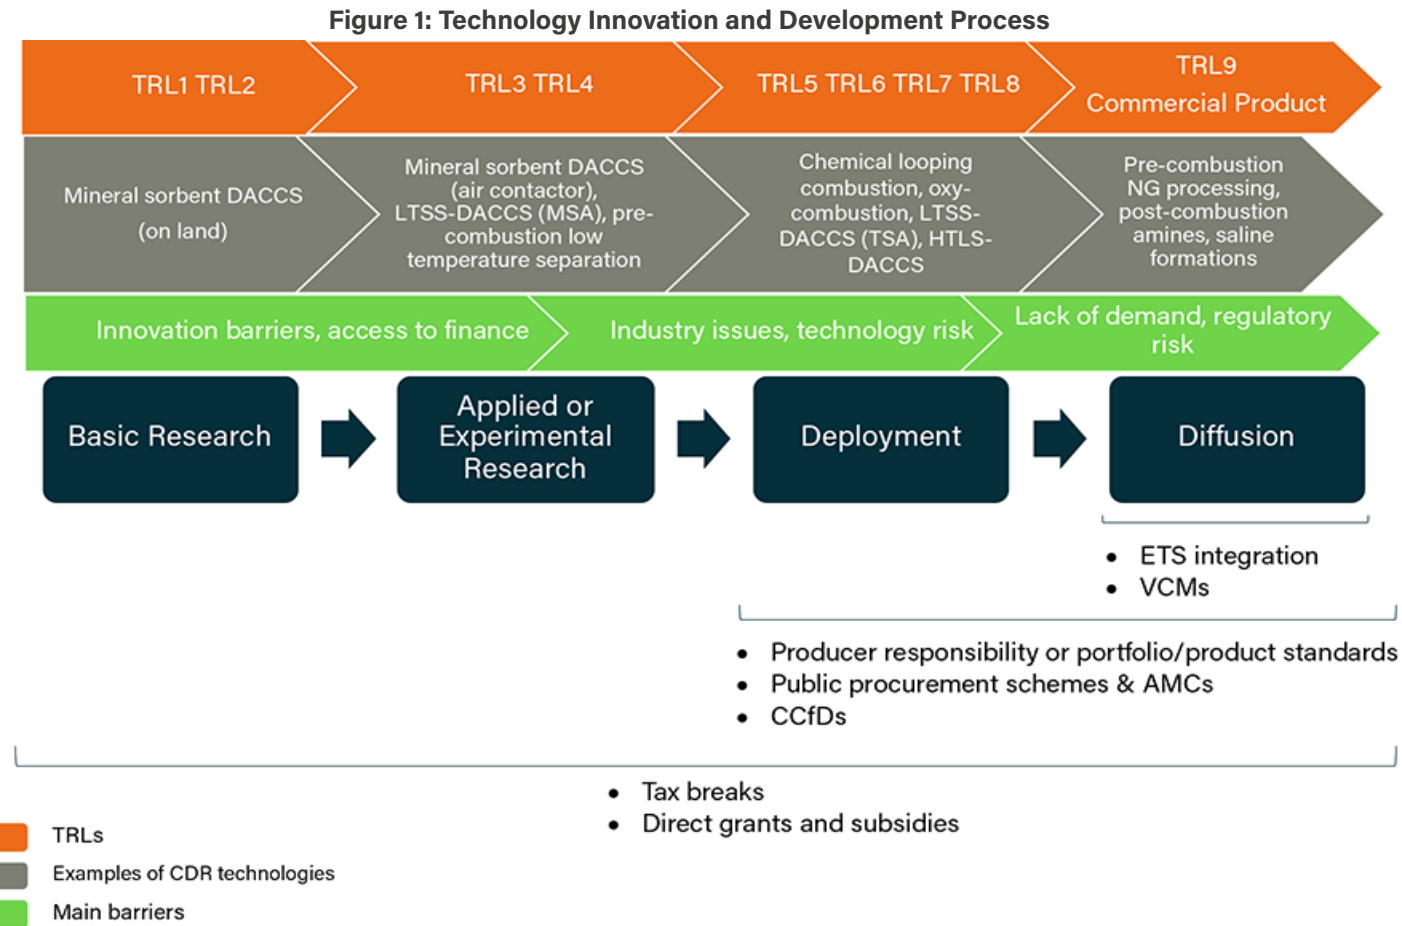 Figure 1: Technology Innovation and Development Process
TRL1 TRL2
TRL3 TRL4
TRL5 TRL6 TRL7 TRL8
TRL9
Commercial Product
Mineral sorbent DACCS
(on land)
Mineral sorbent DACCS
(air contactor),
LTSS-DACCS (MSA), pre-
combustion low
temperature separation
Chemical looping
combustion, oxy-
combustion, LTSS-
DACCS (TSA), HTLS-
DACCS
Pre-combustion
NG processing,
post-combustion
amines, saline
formations
Innovation barriers, access to finance
Industry issues, technology risk
Lack of demand, regulatory
risk
Basic Research
Applied or
Experimental
Research
Deployment
Diffusion
• ETS integration
• VCMs
• Producer responsibility or portfolio/product standards
• Public procurement schemes & AMCs
• CCfDs
• Tax breaks
• Direct grants and subsidies
TRLs
Examples of CDR technologies
Main barriers